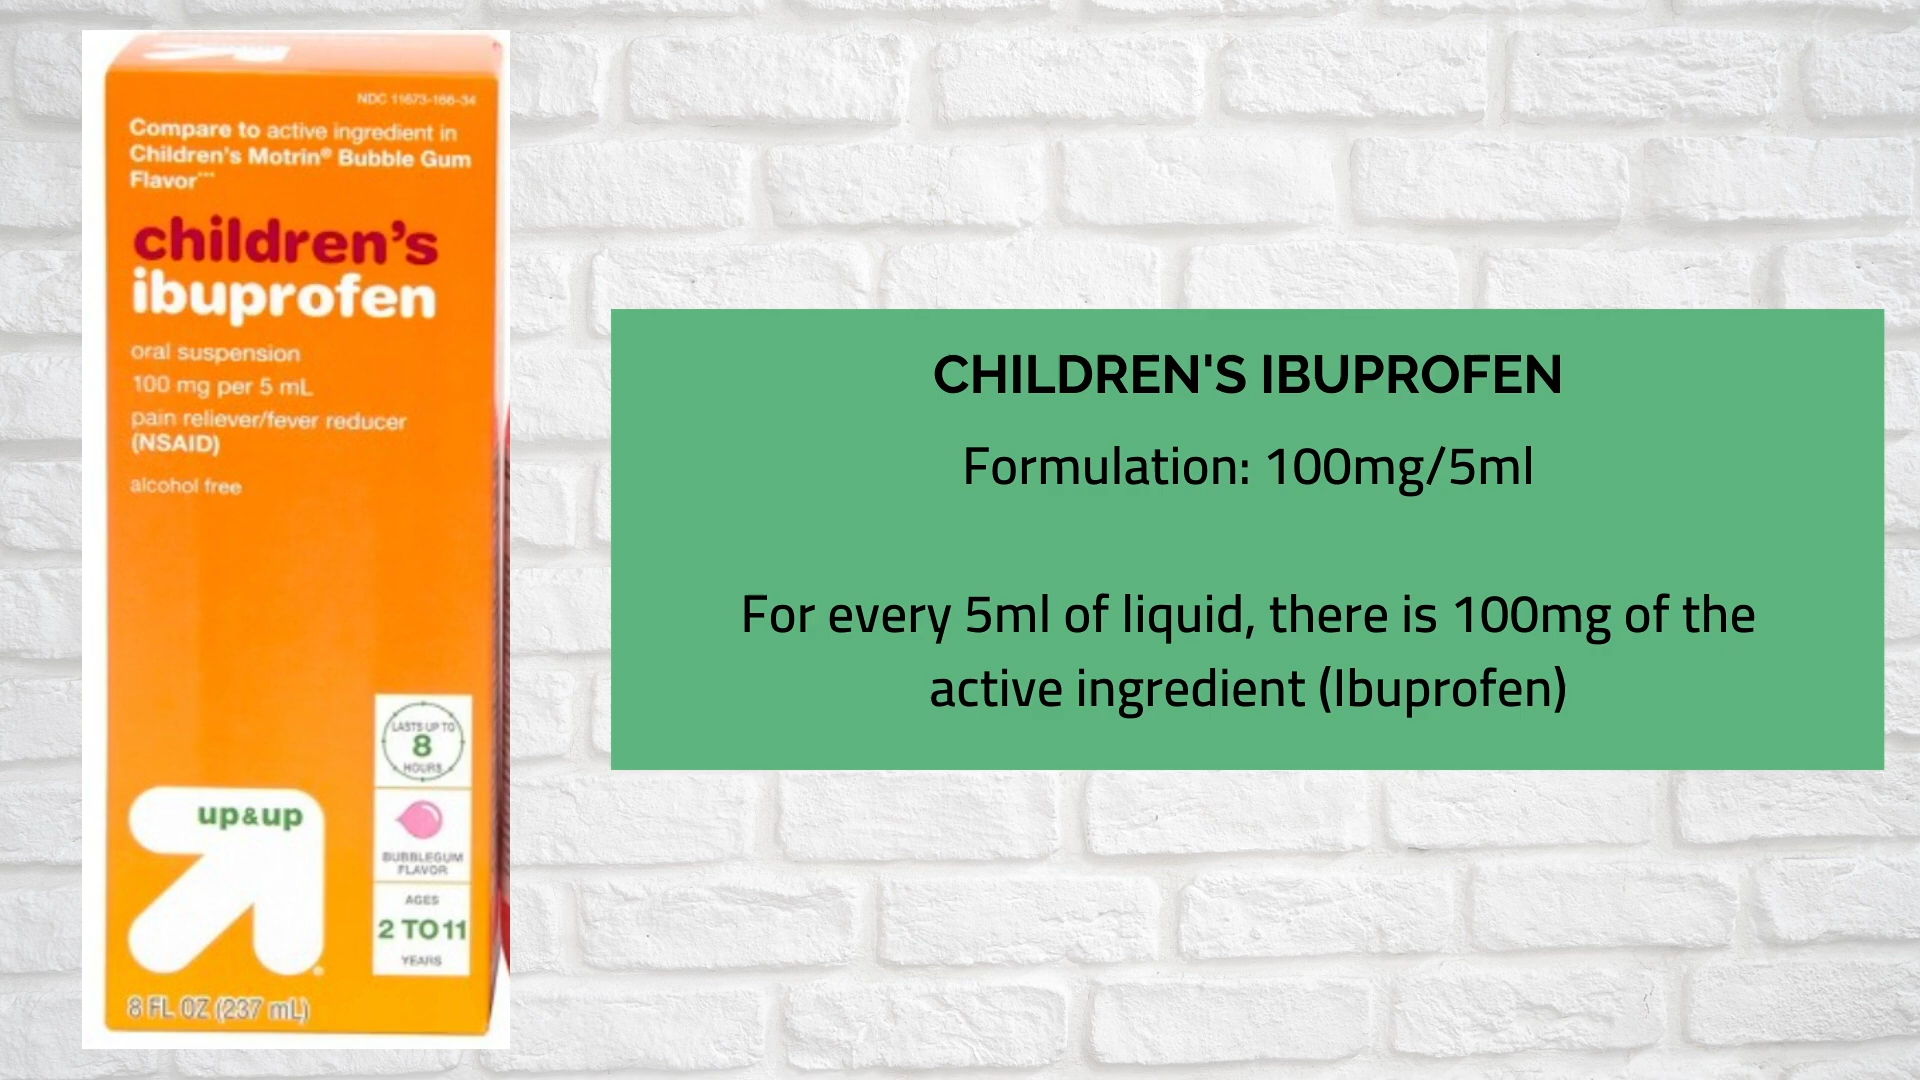 NDC 11673-166-34
Compare to active ingredient in
Children's Motrin® Bubble Gum
Flavor***
children's
ibuprofen
oral suspension
100 mg per 5 mL
pain reliever/fever reducer
(NSAID)
alcohol free
LASTS UP TO
8
HOURS
up&up
BUBBLEGUM
FLAVOR
AGES
2 TO 11
YEARS
8 FL OZ (237 mL)
CHILDREN'S IBUPROFEN
Formulation: 100mg/5ml
For every 5ml of liquid, there is 100mg of the
active ingredient (Ibuprofen)